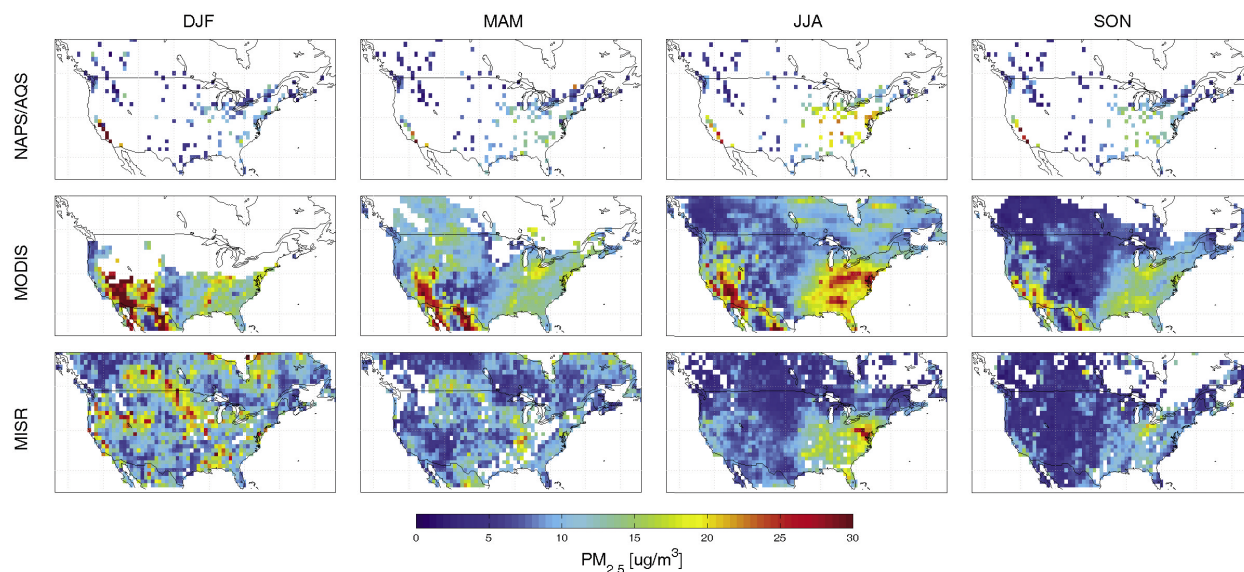 DJF MAM JJA SON
NAPS/AQS
MODIS
MISR
0 5 10 15 20 25 30
PM2.5 [ug/m3]